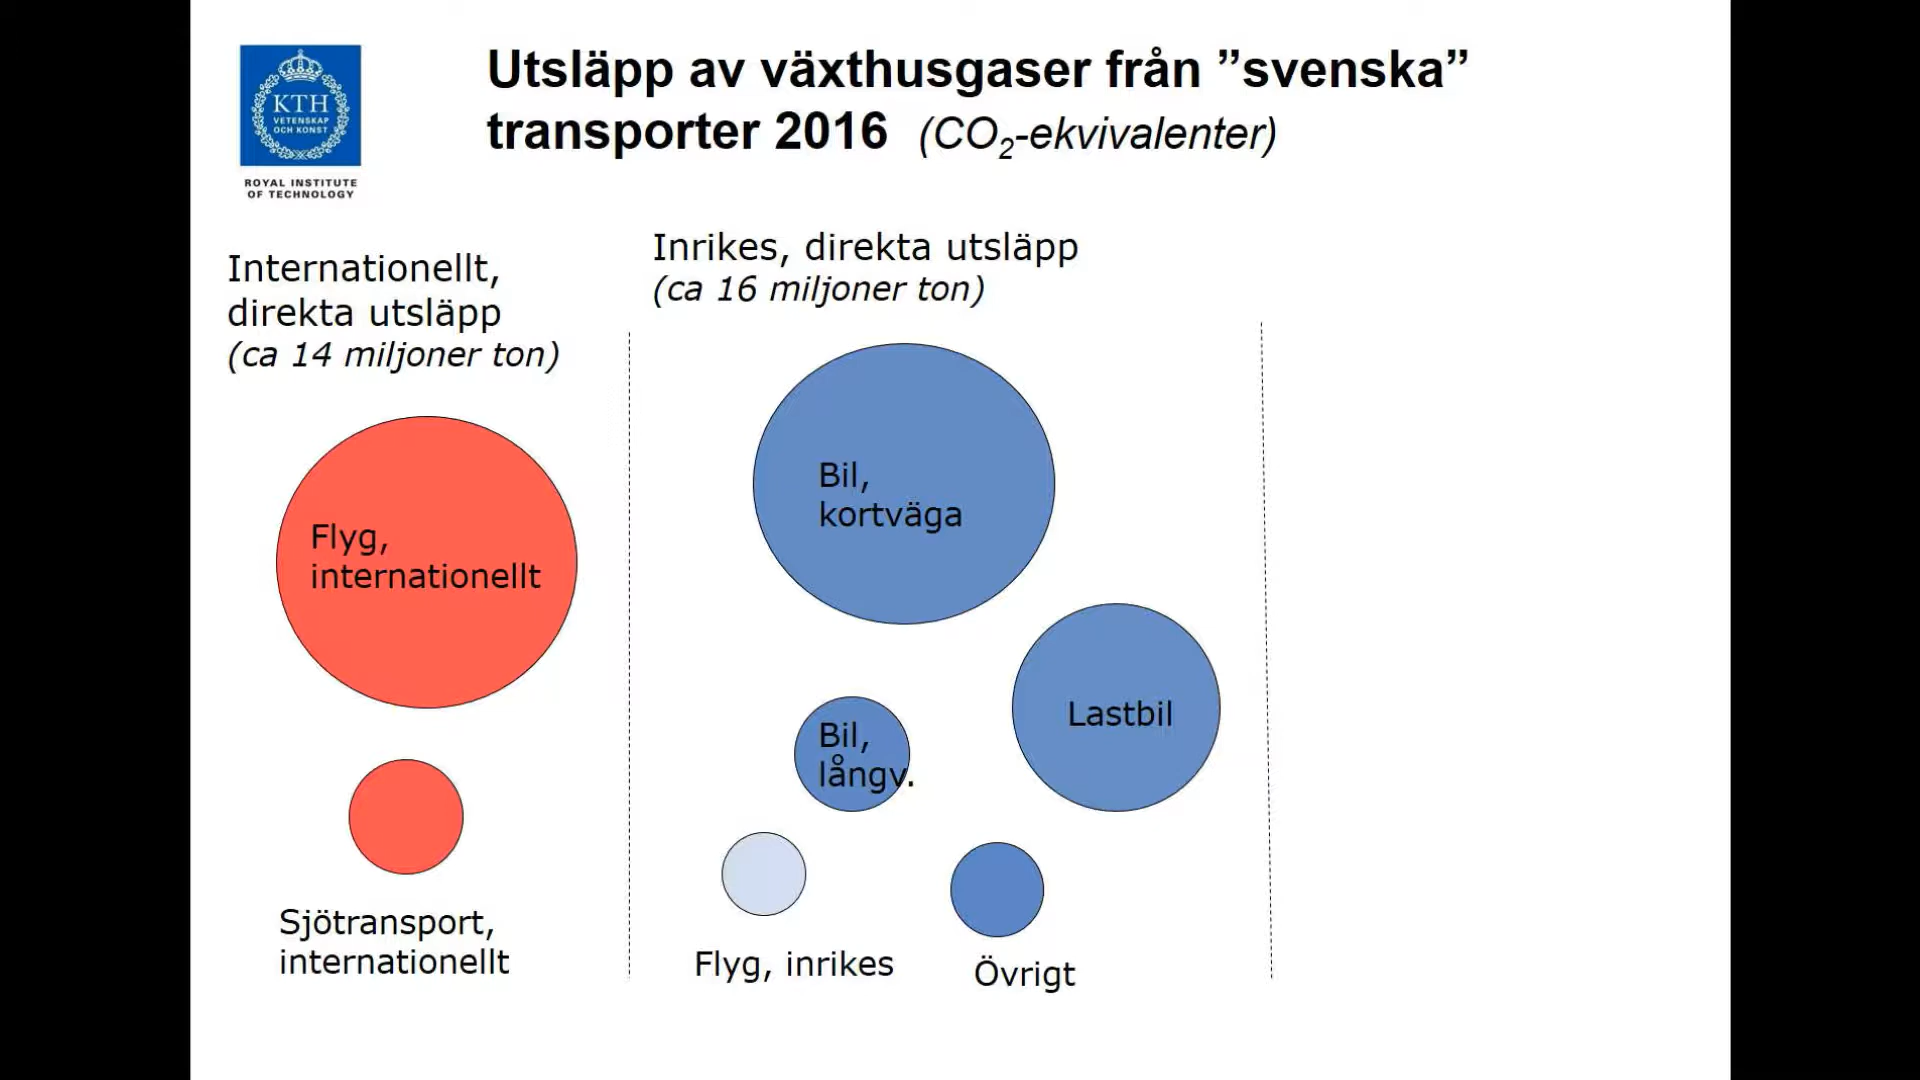 KTH
VETENSKAP
OCH KONST
ROYAL INSTITUTE
OF TECHNOLOGY
Utsläpp av växthusgaser från ”svenska”
transporter 2016 (CO₂-ekvivalenter)
Internationellt,
direkta utsläpp
(ca 14 miljoner ton)
Flyg,
internationellt
Sjötransport,
internationellt
Inrikes, direkta utsläpp
(ca 16 miljoner ton)
Bil,
kortväga
Lastbil
Bil,
långv.
Flyg, inrikes
Övrigt